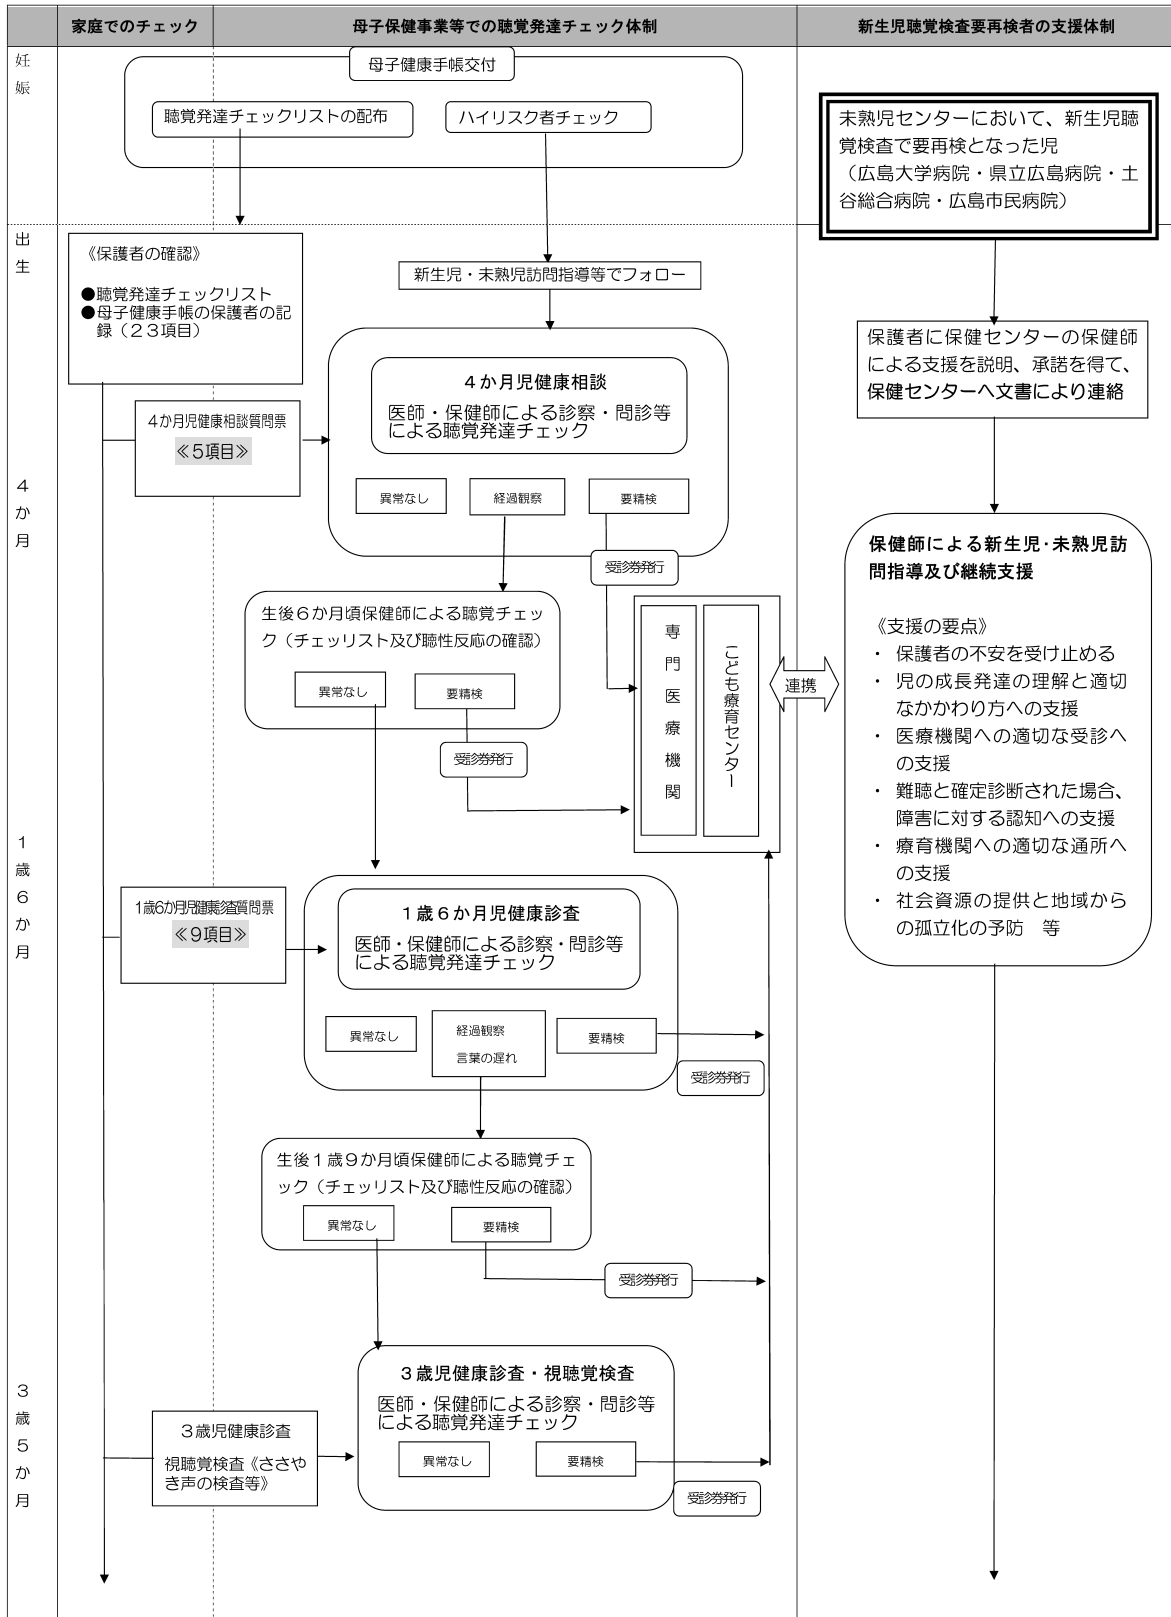 家庭でのチェック
母子保健事業等での聴覚発達チェック体制
新生児聴覚検査要再検者の支援体制
妊
娠
母子健康手帳交付
聴覚発達チェックリストの配布
ハイリスク者チェック
未熟児センターにおいて、新生児聴
覚検査で要再検となった児
（広島大学病院・県立広島病院・土
谷総合病院・広島市民病院）
出
生
《保護者の確認》
●聴覚発達チェックリスト
●母子健康手帳の保護者の記
録（２３項目）
新生児・未熟児訪問指導等でフォロー
保護者に保健センターの保健師
による支援を説明、承諾を得て、
保健センターへ文書により連絡
４か月児健康相談質問票
≪５項目≫
４か月児健康相談
医師・保健師による診察・問診等
による聴覚発達チェック
４
か
月
異常なし
経過観察
要精検
受診券発行
生後６か月頃保健師による聴覚チェッ
ク（チェッリスト及び聴性反応の確認）
異常なし
要精検
受診券発行
専
門
医
療
機
関
こども療育センター
連携
保健師による新生児・未熟児訪
問指導及び継続支援
《支援の要点》
・ 保護者の不安を受け止める
・ 児の成長発達の理解と適切
なかかわり方への支援
・ 医療機関への適切な受診へ
の支援
・ 難聴と確定診断された場合、
障害に対する認知への支援
・ 療育機関への適切な通所へ
の支援
・ 社会資源の提供と地域から
の孤立化の予防　等
１
歳
６
か
月
１歳６か月児健康診査質問票
≪９項目≫
１歳６か月児健康診査
医師・保健師による診察・問診等
による聴覚発達チェック
異常なし
経過観察
言葉の遅れ
要精検
受診券発行
生後１歳９か月頃保健師による聴覚チェ
ック（チェッリスト及び聴性反応の確認）
異常なし
要精検
受診券発行
３
歳
５
か
月
３歳児健康診査
視聴覚検査《ささや
き声の検査等》
３歳児健康診査・視聴覚検査
医師・保健師による診察・問診等
による聴覚発達チェック
異常なし
要精検
受診券発行